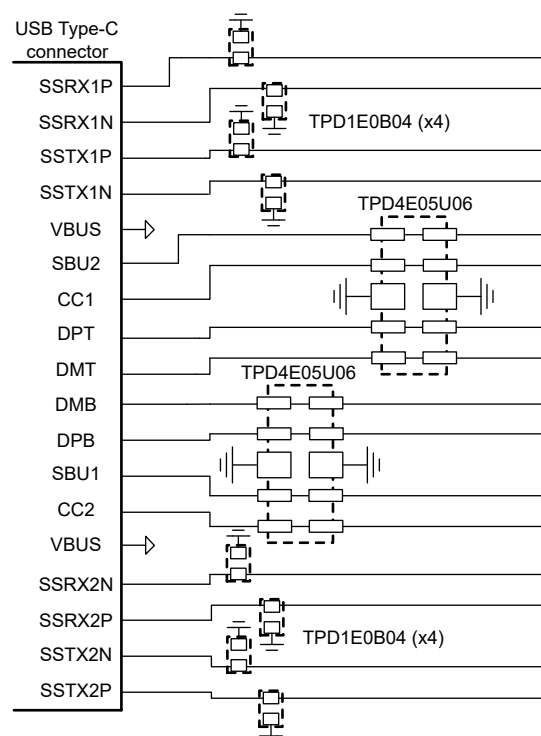 USB Type-C
connector
SSRX1P
SSRX1N
TPD1E0B04 (x4)
SSTX1P
SSTX1N
TPD4E05U06
VBUS
SBU2
CC1
DPT
DMT
TPD4E05U06
DMB
DPB
SBU1
CC2
VBUS
SSRX2N
SSRX2P
TPD1E0B04 (x4)
SSTX2N
SSTX2P